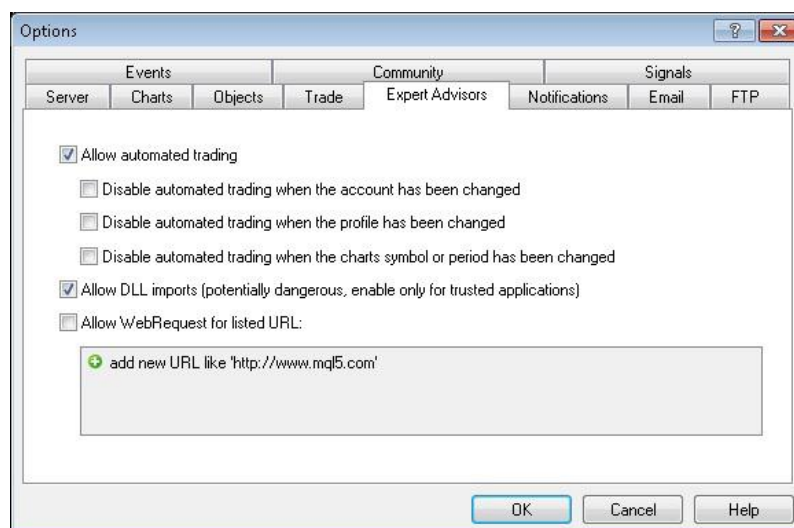 Options
Events Community Signals
Server Charts Objects Trade Expert Advisors Notifications Email FTP
Allow automated trading
Disable automated trading when the account has been changed
Disable automated trading when the profile has been changed
Disable automated trading when the charts symbol or period has been changed
Allow DLL imports (potentially dangerous, enable only for trusted applications)
Allow WebRequest for listed URL:
add new URL like 'http://www.mql5.com'
OK Cancel Help